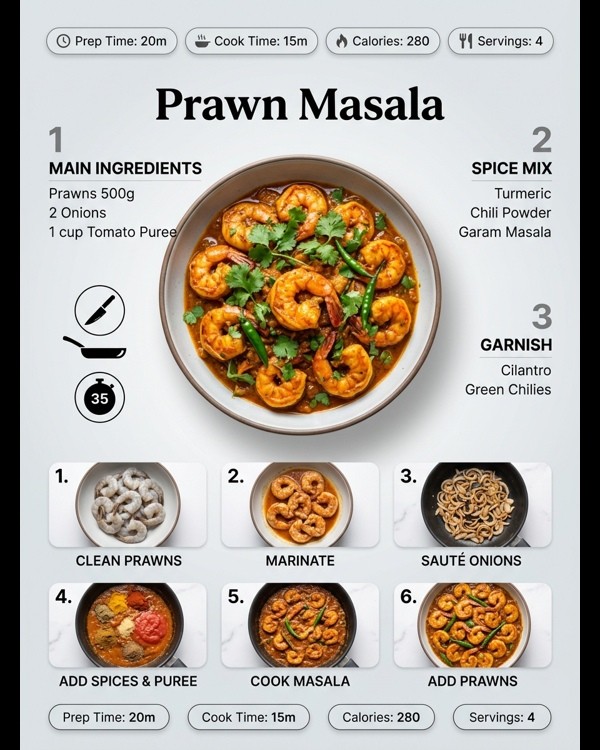 Prep Time: 20m
Cook Time: 15m
Calories: 280
Servings: 4
Prawn Masala
1
MAIN INGREDIENTS
Prawns 500g
2 Onions
1 cup Tomato Puree
2
SPICE MIX
Turmeric
Chili Powder
Garam Masala
35
3
GARNISH
Cilantro
Green Chilies
1.
CLEAN PRAWNS
2.
MARINATE
3.
SAUTÉ ONIONS
4.
ADD SPICES & PUREE
5.
COOK MASALA
6.
ADD PRAWNS
Prep Time: 20m
Cook Time: 15m
Calories: 280
Servings: 4